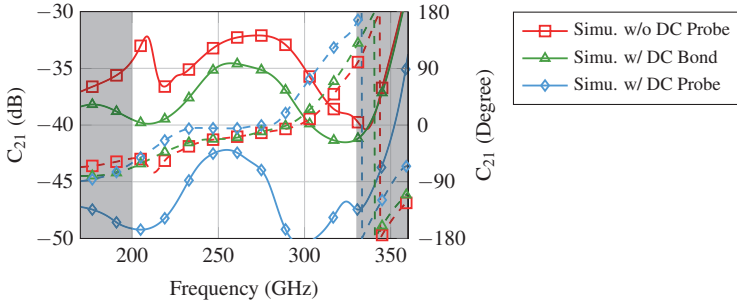 −30
−35
−40
−45
−50
C21 (dB)
200
250
300
350
Frequency (GHz)
180
90
0
−90
−180
C21 (Degree)
Simu. w/o DC Probe
Simu. w/ DC Bond
Simu. w/ DC Probe